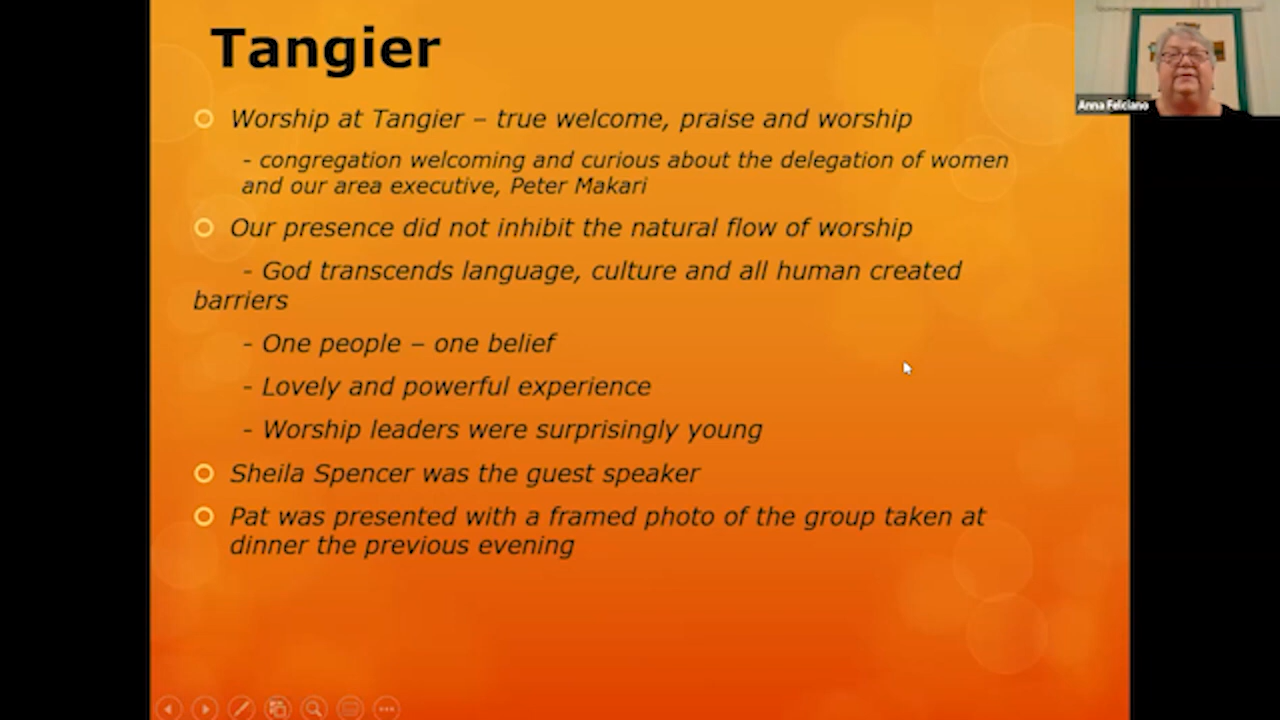 Tangier
Worship at Tangier – true welcome, praise and worship
- congregation welcoming and curious about the delegation of women
and our area executive, Peter Makari
Our presence did not inhibit the natural flow of worship
- God transcends language, culture and all human created
barriers
- One people – one belief
- Lovely and powerful experience
- Worship leaders were surprisingly young
Sheila Spencer was the guest speaker
Pat was presented with a framed photo of the group taken at
dinner the previous evening
Anna Felciano